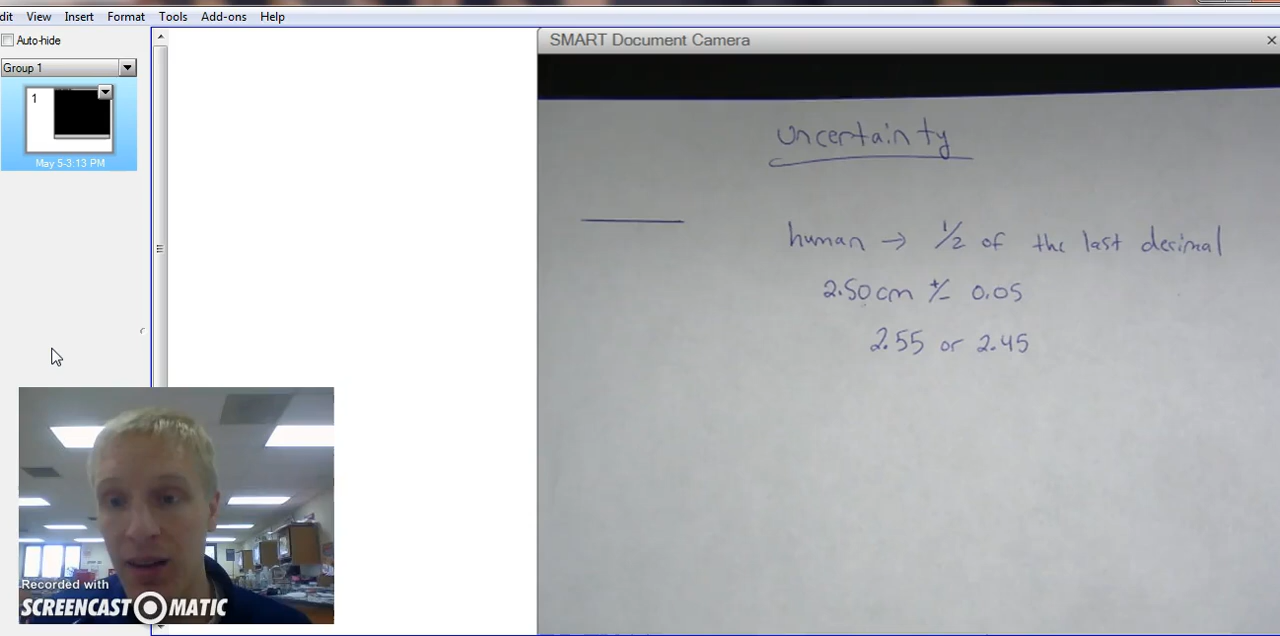 dit View Insert Format Tools Add-ons Help
Auto-hide
Group 1
1
May 5-3:13 PM
SMART Document Camera
Uncertainty
human → 1/2 of the last decimal
2.50cm +/- 0.05
2.55 or 2.45
Recorded with
SCREENCAST MATIC